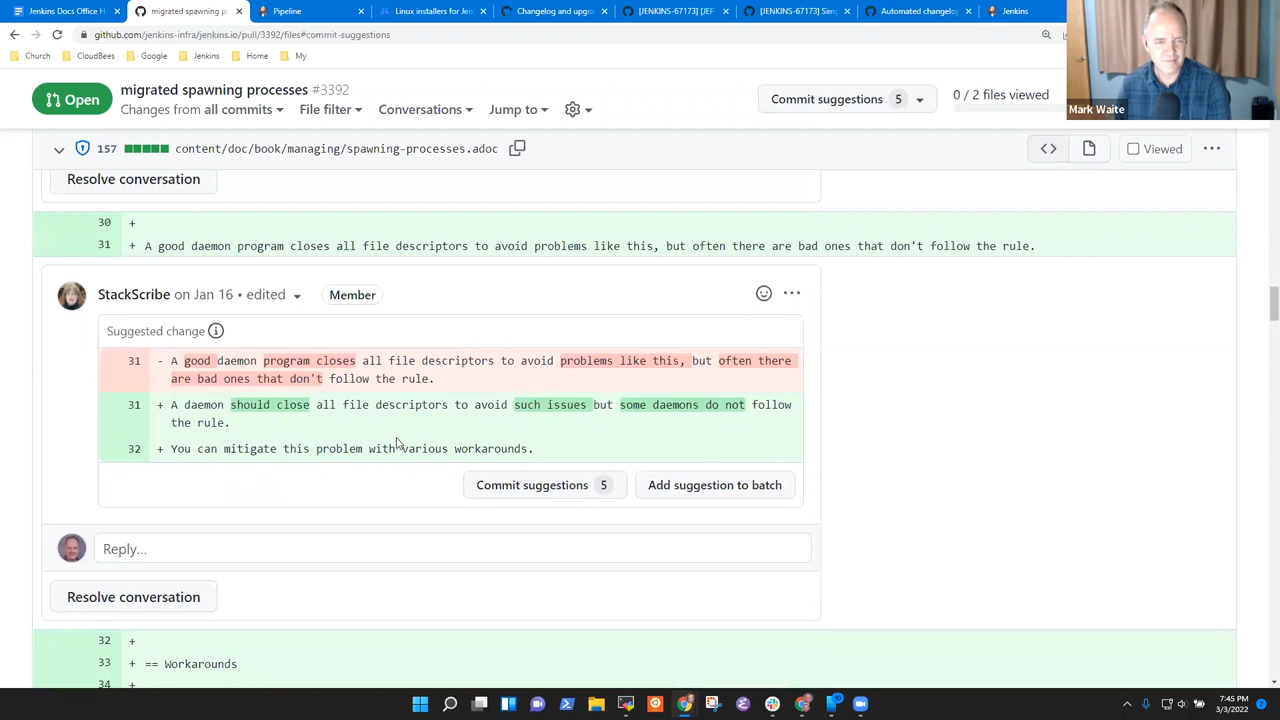 Jenkins Docs Office H
migrated spawning pr
Pipeline
Linux installers for Jen
Changelog and upgra
[JENKINS-67173] [JEP
[JENKINS-67173] Sim
Automated changelo
Jenkins
github.com/jenkins-infra/jenkins.io/pull/3392/files#commit-suggestions
Church
CloudBees
Google
Jenkins
Home
My
Mark Waite
Open
migrated spawning processes #3392
Changes from all commits
File filter
Conversations
Jump to
Commit suggestions 5
0 / 2 files viewed
157
content/doc/book/managing/spawning-processes.adoc
<>
Viewed
Resolve conversation
30 +
31 + A good daemon program closes all file descriptors to avoid problems like this, but often there are bad ones that don't follow the rule.
StackScribe on Jan 16 • edited
Member
Suggested change
31 - A good daemon program closes all file descriptors to avoid problems like this, but often there
are bad ones that don't follow the rule.
31 + A daemon should close all file descriptors to avoid such issues but some daemons do not follow
the rule.
32 + You can mitigate this problem with various workarounds.
Commit suggestions 5
Add suggestion to batch
Reply...
Resolve conversation
32 +
33 + == Workarounds
34 +
7:45 PM
3/3/2022